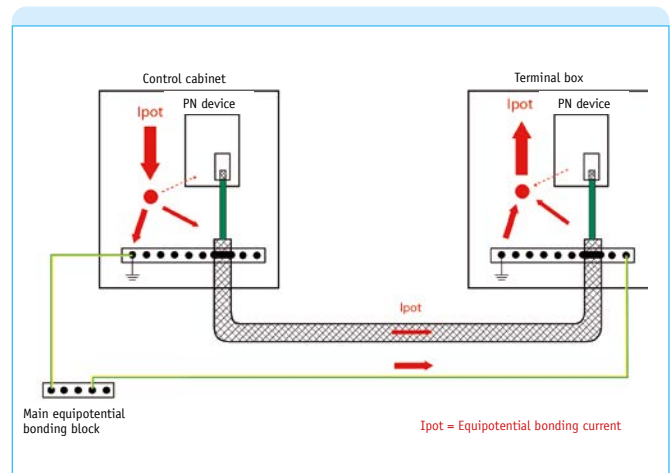 Control cabinet
Terminal box
PN device
PN device
Ipot
Ipot
Ipot
Main equipotential
bonding block
Ipot = Equipotential bonding current